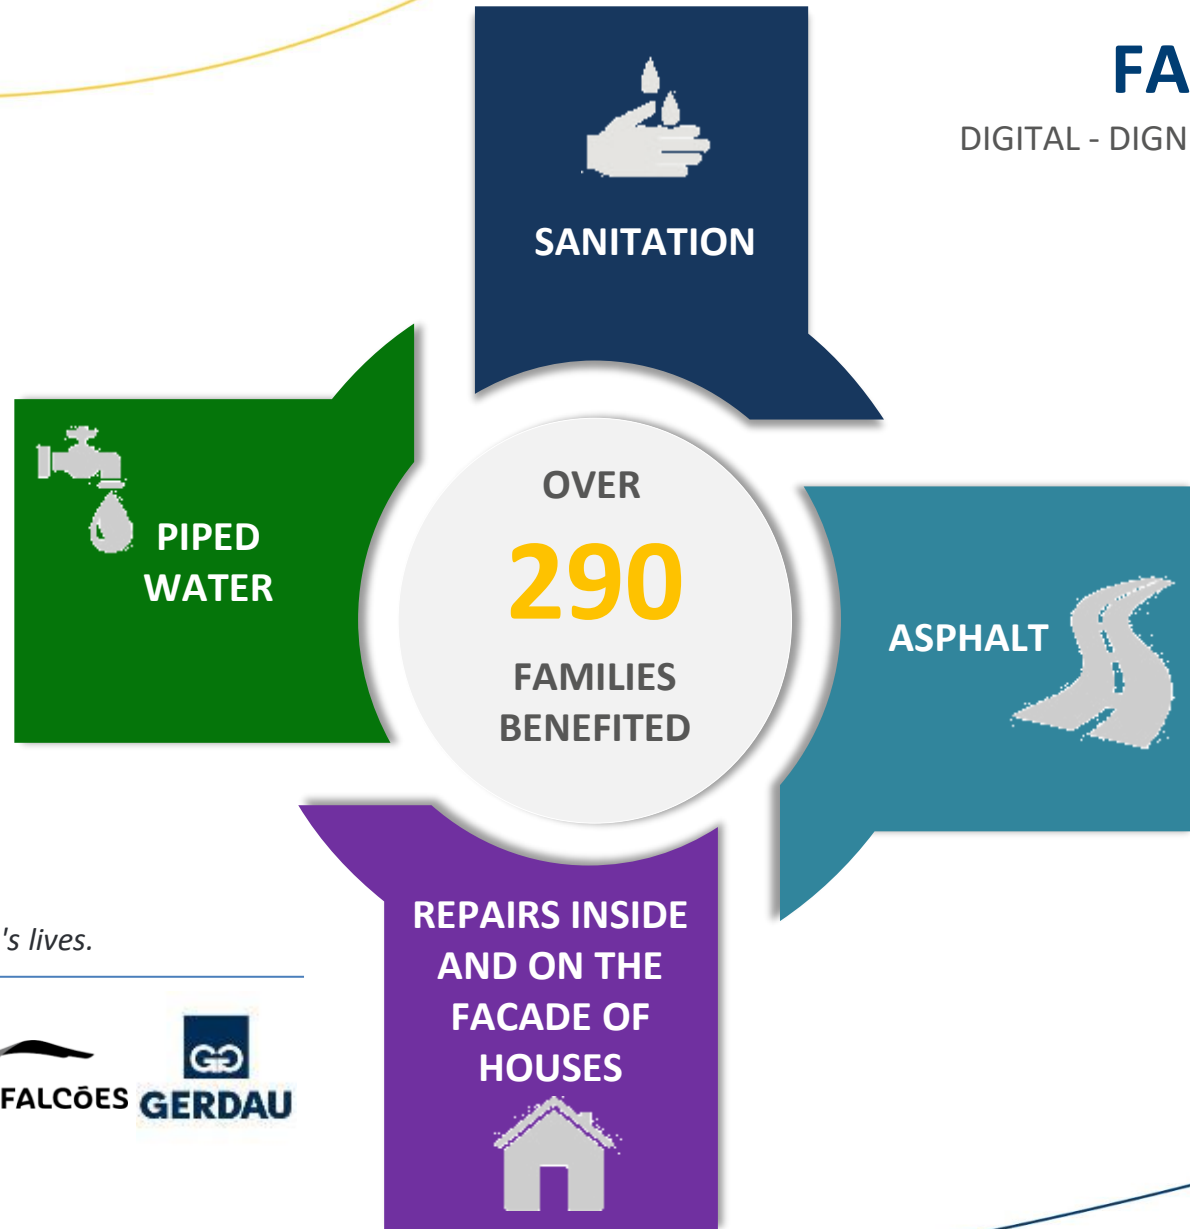 FA
DIGITAL - DIGN
SANITATION
PIPED
WATER
OVER
290
FAMILIES
BENEFITED
ASPHALT
REPAIRS INSIDE
AND ON THE
FACADE OF
HOUSES
's lives.
FALCÕES
GERDAU